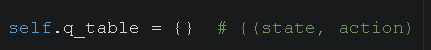 self.q_table = {}  # {(state, action)